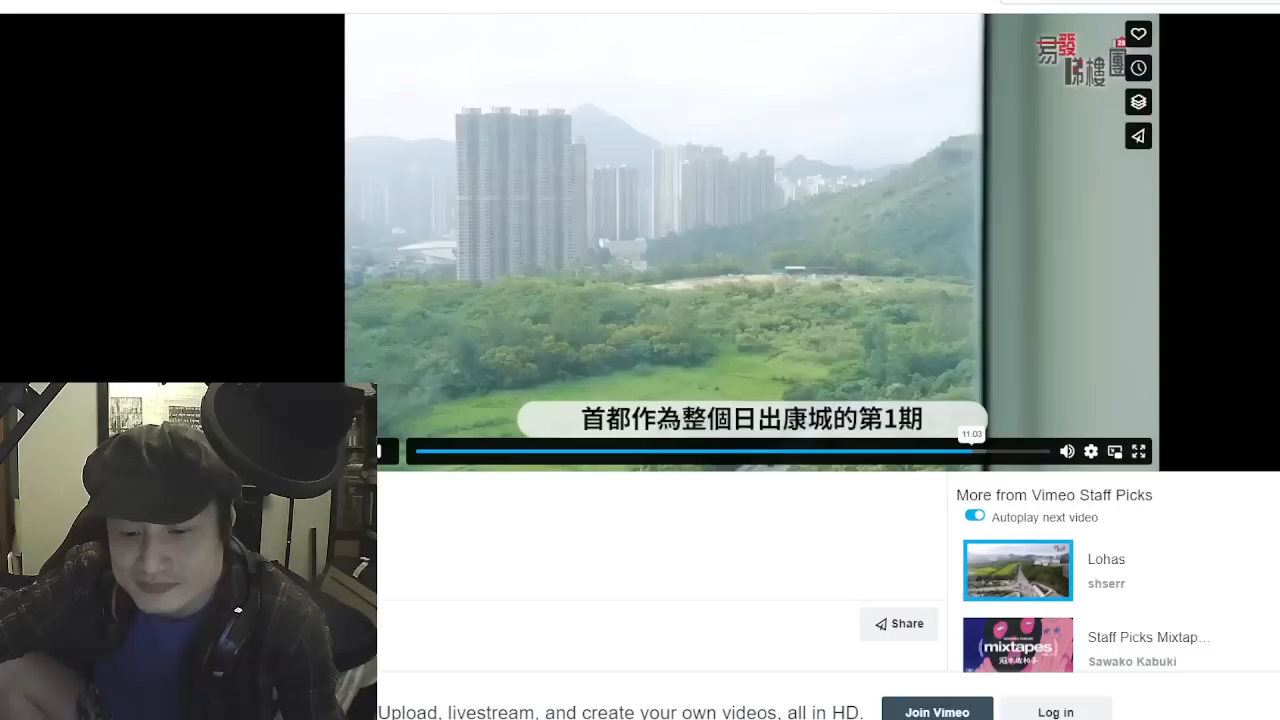 易發
睇樓團
首都作為整個日出康城的第1期
11:03
More from Vimeo Staff Picks
Autoplay next video
Lohas
shserr
Share
Staff Picks Mixtap…
(mixtapes)
Sawako Kabuki
Upload, livestream, and create your own videos, all in HD.
Join Vimeo
Log in